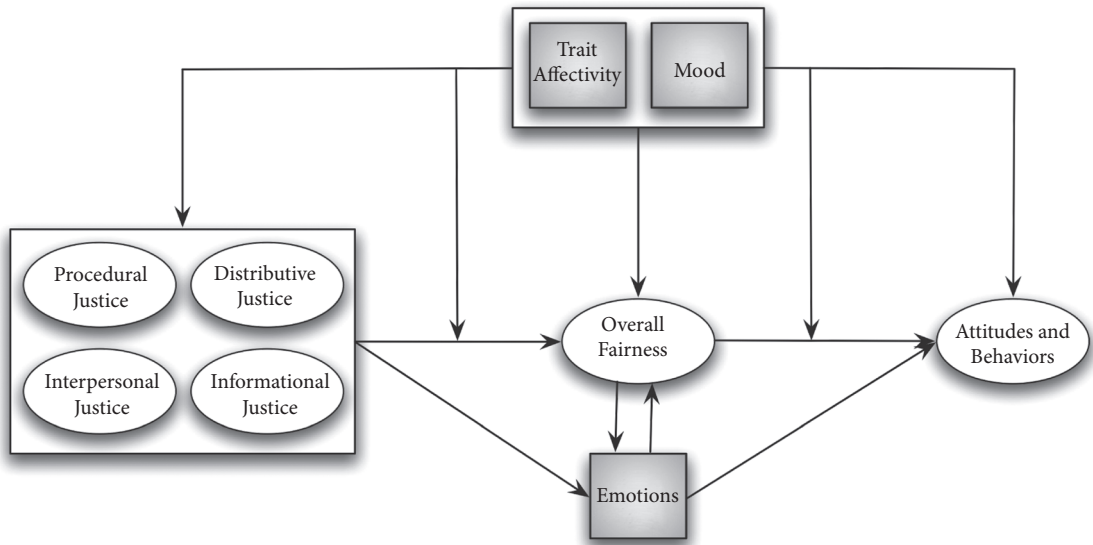 Trait
Affectivity
Mood
Procedural
Justice
Distributive
Justice
Interpersonal
Justice
Informational
Justice
Overall
Fairness
Attitudes and
Behaviors
Emotions